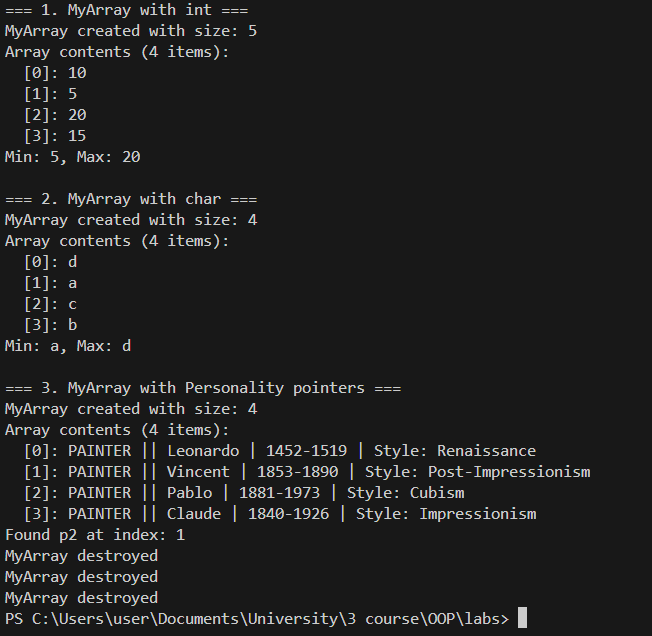 === 1. MyArray with int ===
MyArray created with size: 5
Array contents (4 items):
  [0]: 10
  [1]: 5
  [2]: 20
  [3]: 15
Min: 5, Max: 20

=== 2. MyArray with char ===
MyArray created with size: 4
Array contents (4 items):
  [0]: d
  [1]: a
  [2]: c
  [3]: b
Min: a, Max: d

=== 3. MyArray with Personality pointers ===
MyArray created with size: 4
Array contents (4 items):
  [0]: PAINTER || Leonardo | 1452-1519 | Style: Renaissance
  [1]: PAINTER || Vincent | 1853-1890 | Style: Post-Impressionism
  [2]: PAINTER || Pablo | 1881-1973 | Style: Cubism
  [3]: PAINTER || Claude | 1840-1926 | Style: Impressionism
Found p2 at index: 1
MyArray destroyed
MyArray destroyed
MyArray destroyed
PS C:\Users\user\Documents\University\3 course\OOP\labs>